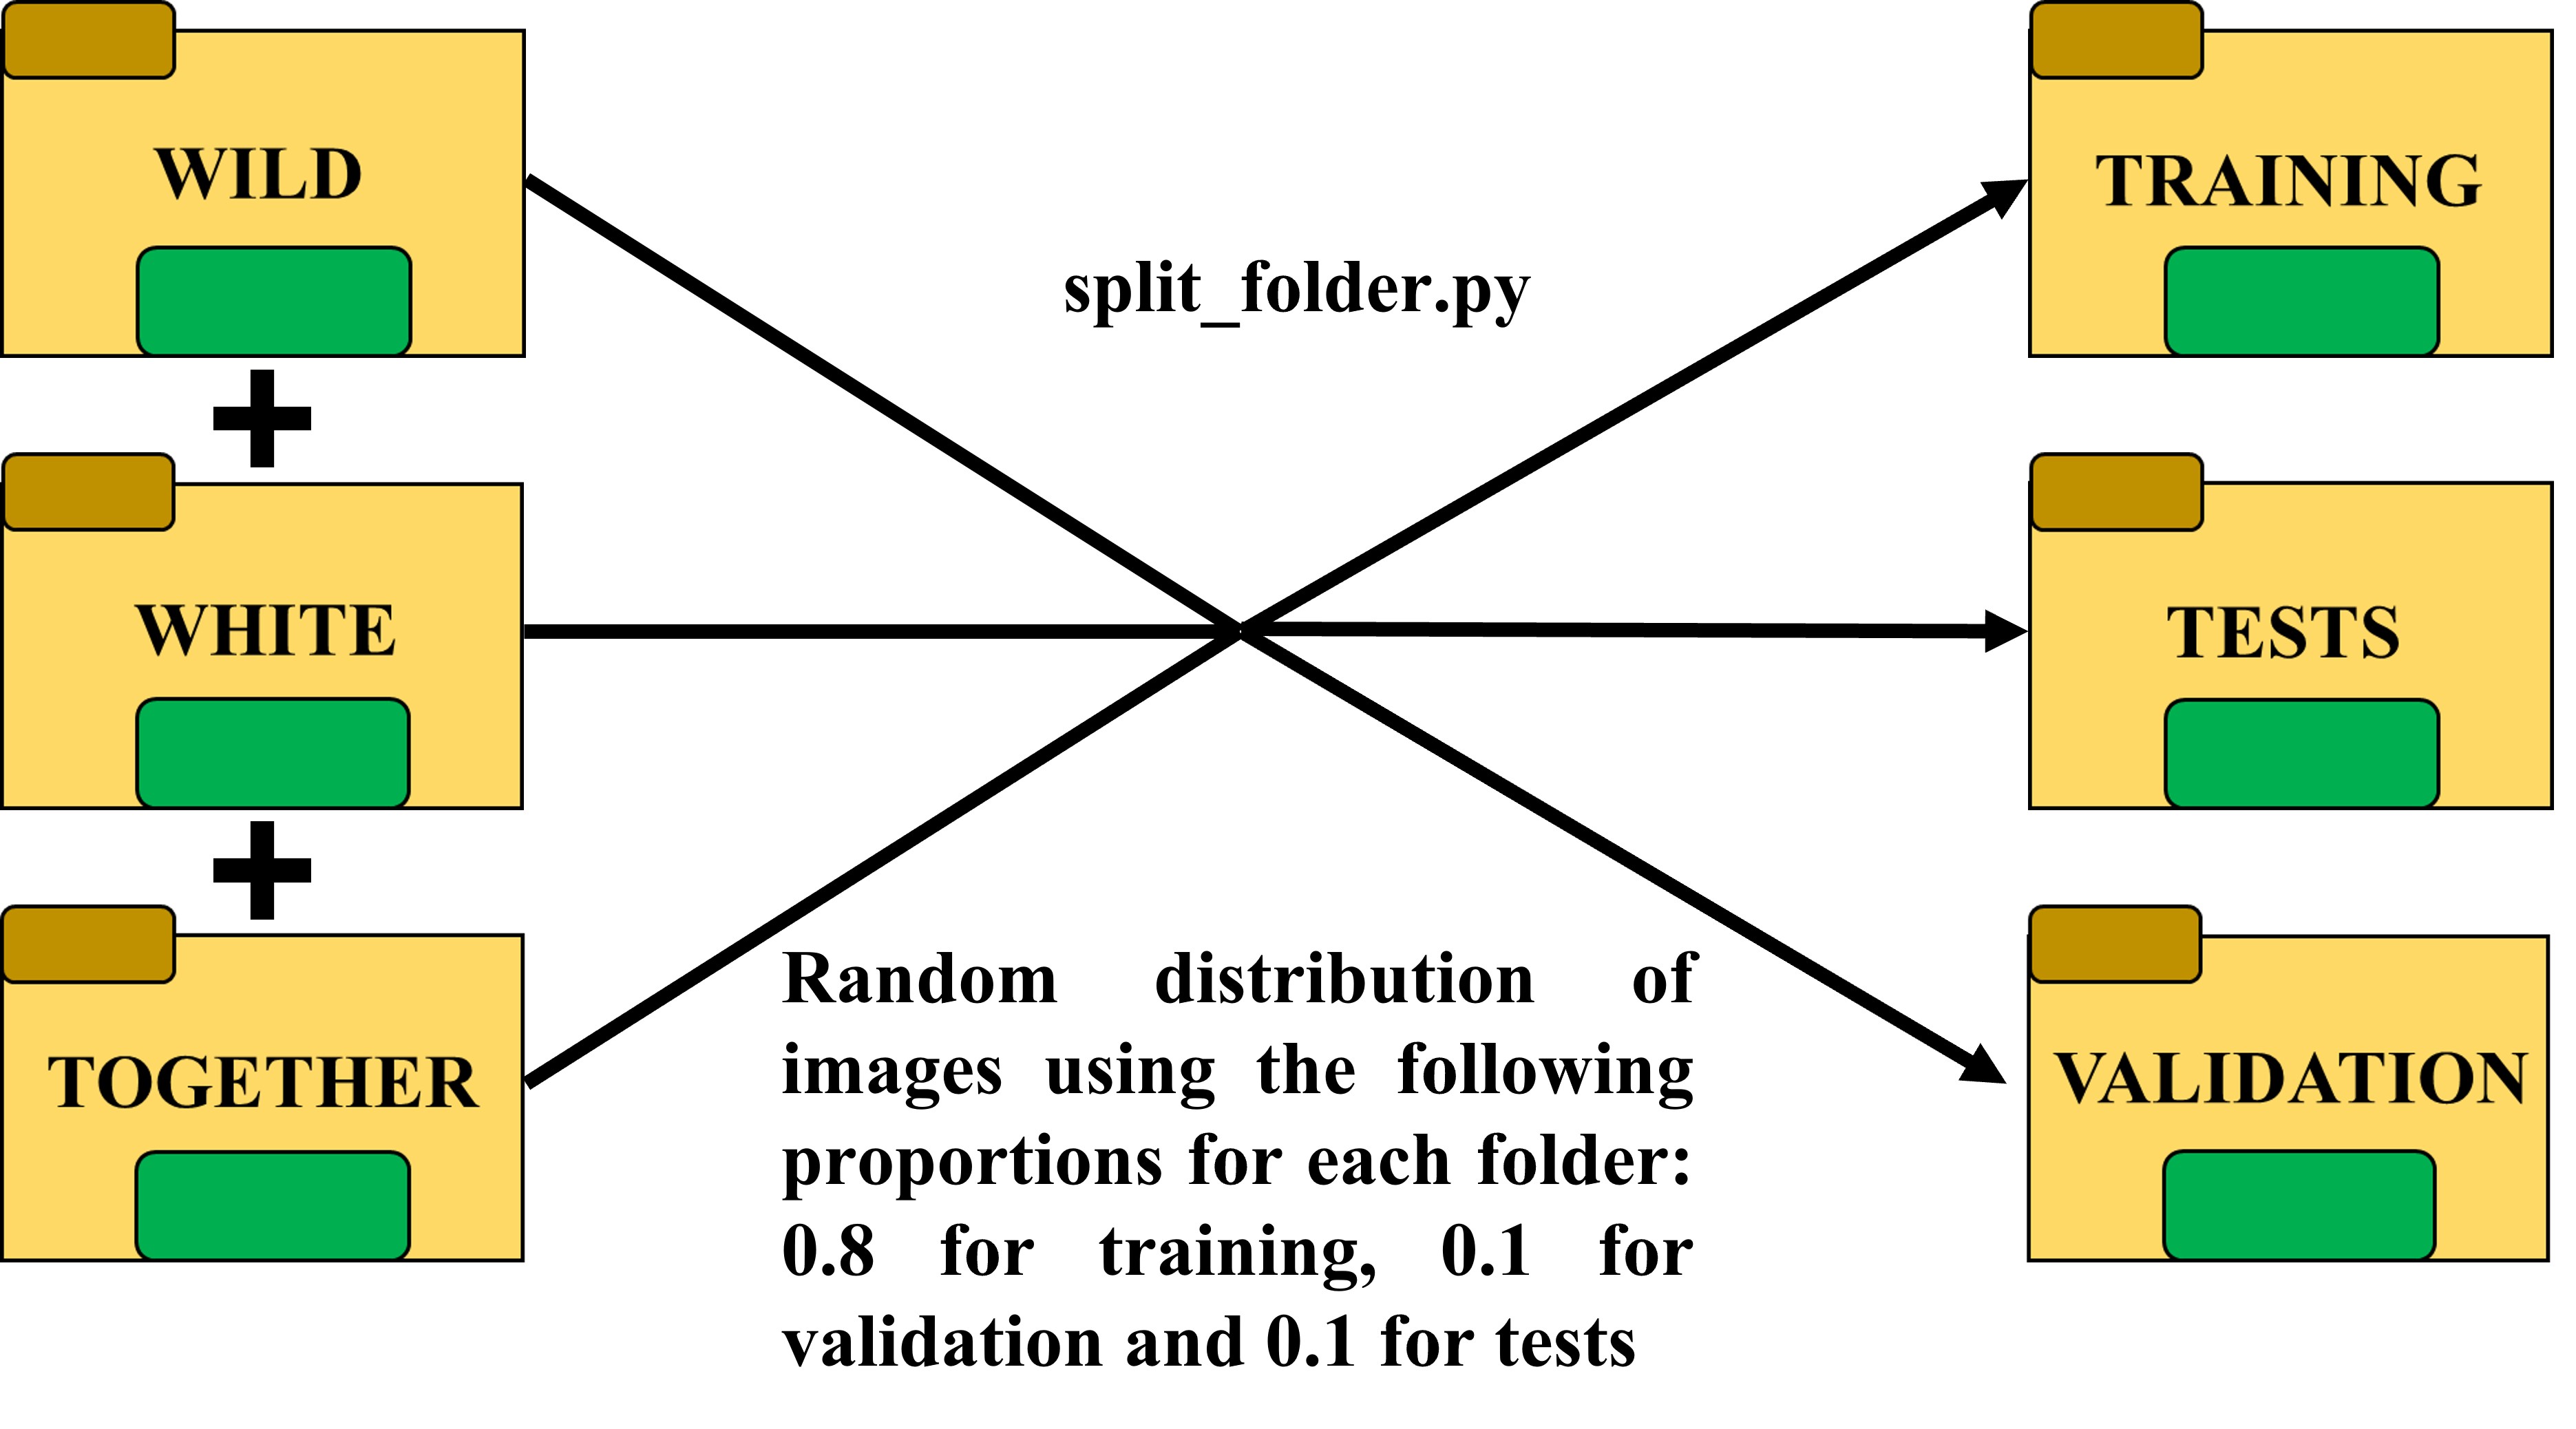 WILD
TRAINING
split_folder.py
WHITE
TESTS
TOGETHER
VALIDATION
Random distribution of
images using the following
proportions for each folder:
0.8 for training, 0.1 for
validation and 0.1 for tests